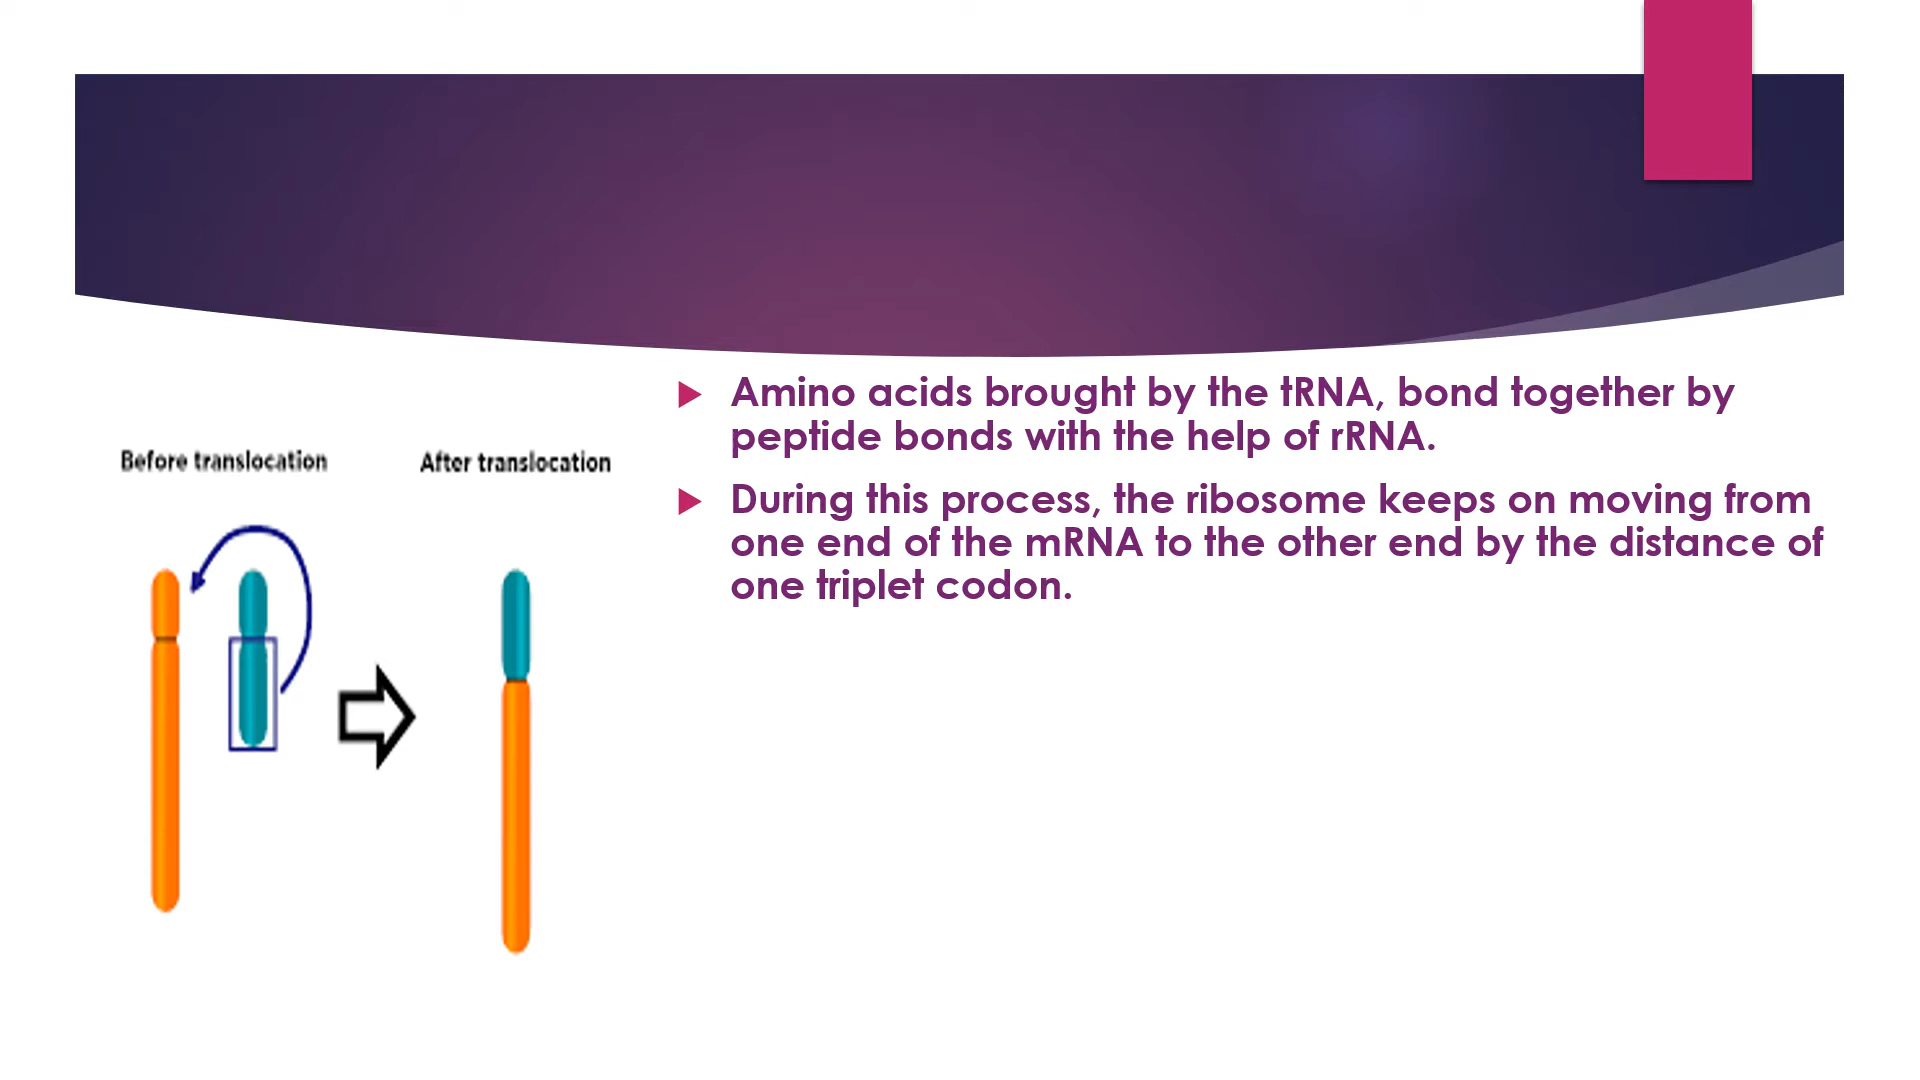 Before translocation
After translocation
Amino acids brought by the tRNA, bond together by
peptide bonds with the help of rRNA.
During this process, the ribosome keeps on moving from
one end of the mRNA to the other end by the distance of
one triplet codon.